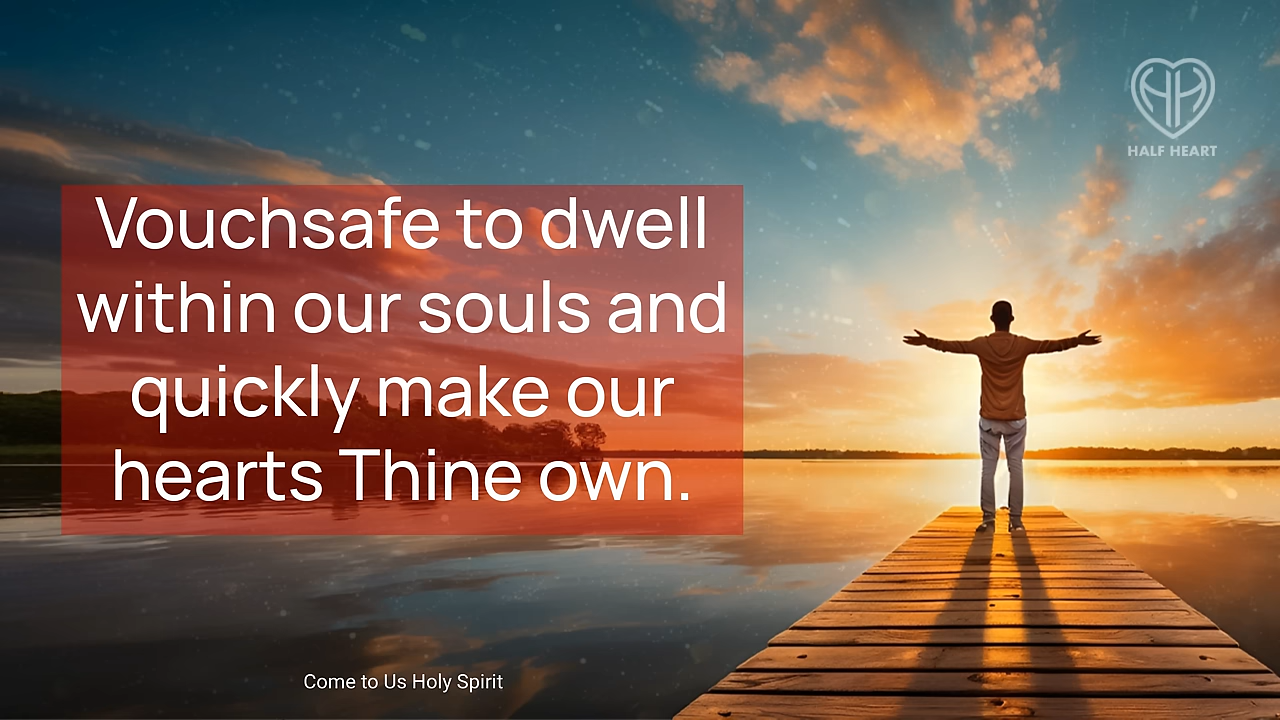 HALF HEART
Vouchsafe to dwell
within our souls and
quickly make our
hearts Thine own.
Come to Us Holy Spirit